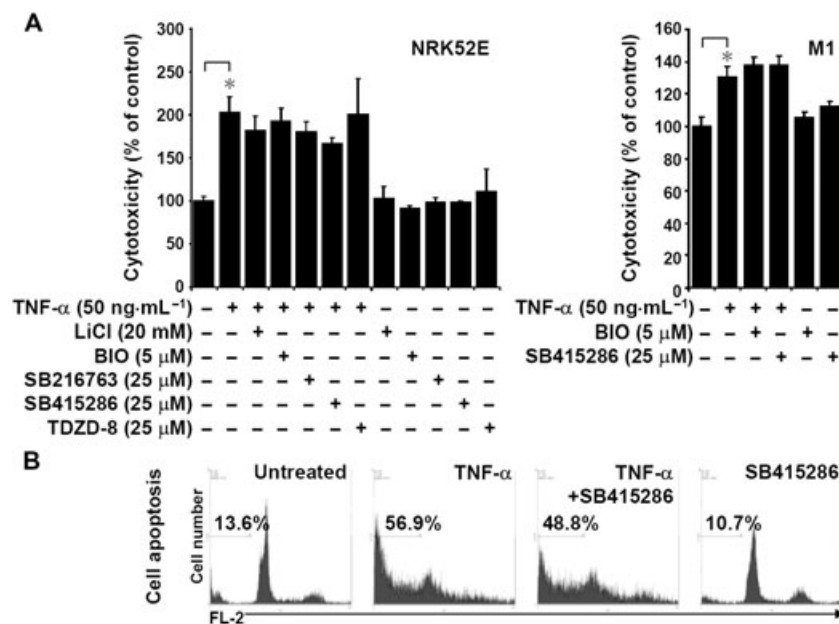 A
NRK52E
Cytotoxicity (% of control)
300
250
200
150
100
50
0
*
TNF-α (50 ng·mL⁻¹) – + + + + + + – – – – –
LiCl (20 mM) – – + – – – – + – – – –
BIO (5 μM) – – – + – – – – + – – –
SB216763 (25 μM) – – – – + – – – – + – –
SB415286 (25 μM) – – – – – + – – – – + –
TDZD-8 (25 μM) – – – – – – + – – – – +
M1
Cytotoxicity (% of control)
160
140
120
100
80
60
40
20
0
*
TNF-α (50 ng·mL⁻¹) – + + + – –
BIO (5 μM) – – + – + –
SB415286 (25 μM) – – – + – +
B
Cell apoptosis
Cell number
Untreated
13.6%
TNF-α
56.9%
TNF-α
+SB415286
48.8%
SB415286
10.7%
FL-2